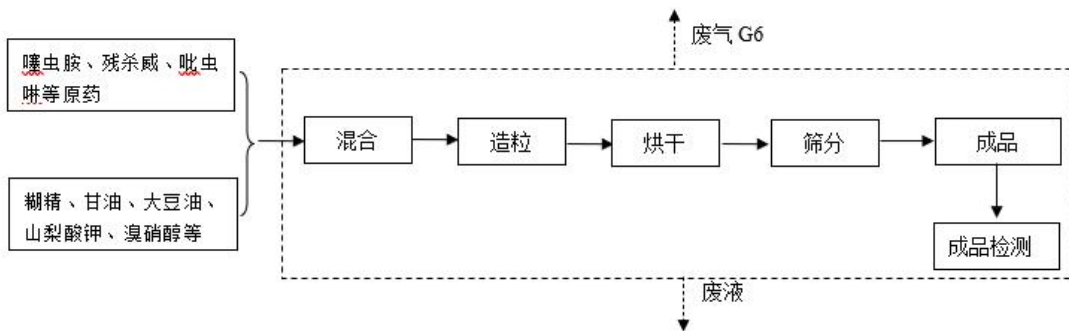 废气 G6
噻虫胺、残杀威、吡虫
啉等原药
混合
造粒
烘干
筛分
成品
糊精、甘油、大豆油、
山梨酸钾、溴硝醇等
成品检测
废液